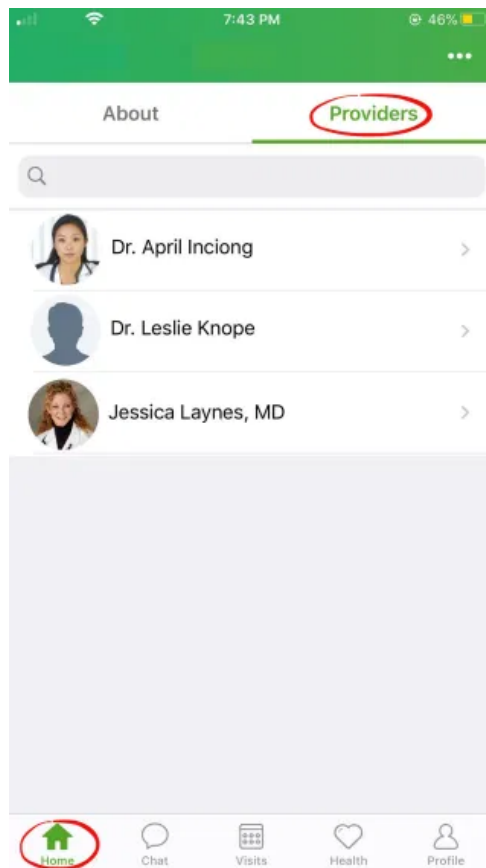 7:43 PM
46%
About
Providers
Dr. April Inciong
Dr. Leslie Knope
Jessica Laynes, MD
Home
Chat
Visits
Health
Profile